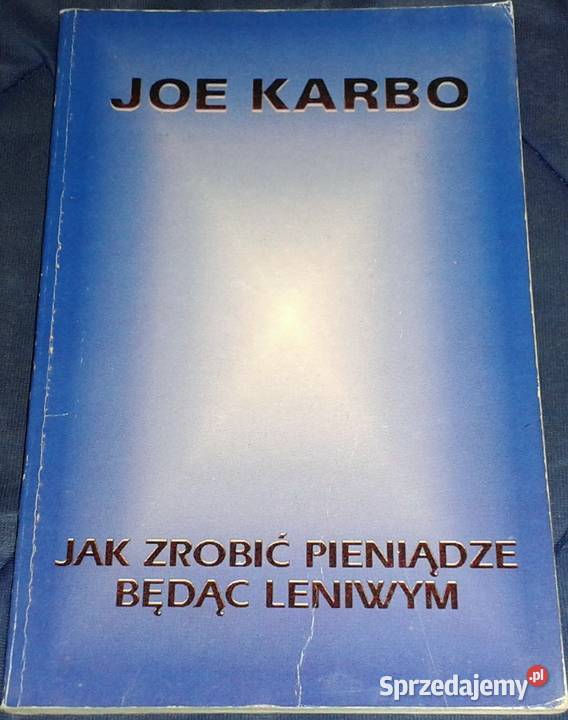 JOE KARBO
JAK ZROBIĆ PIENIĄDZE
BĘDĄC LENIWYM
Sprzedajemy.pl